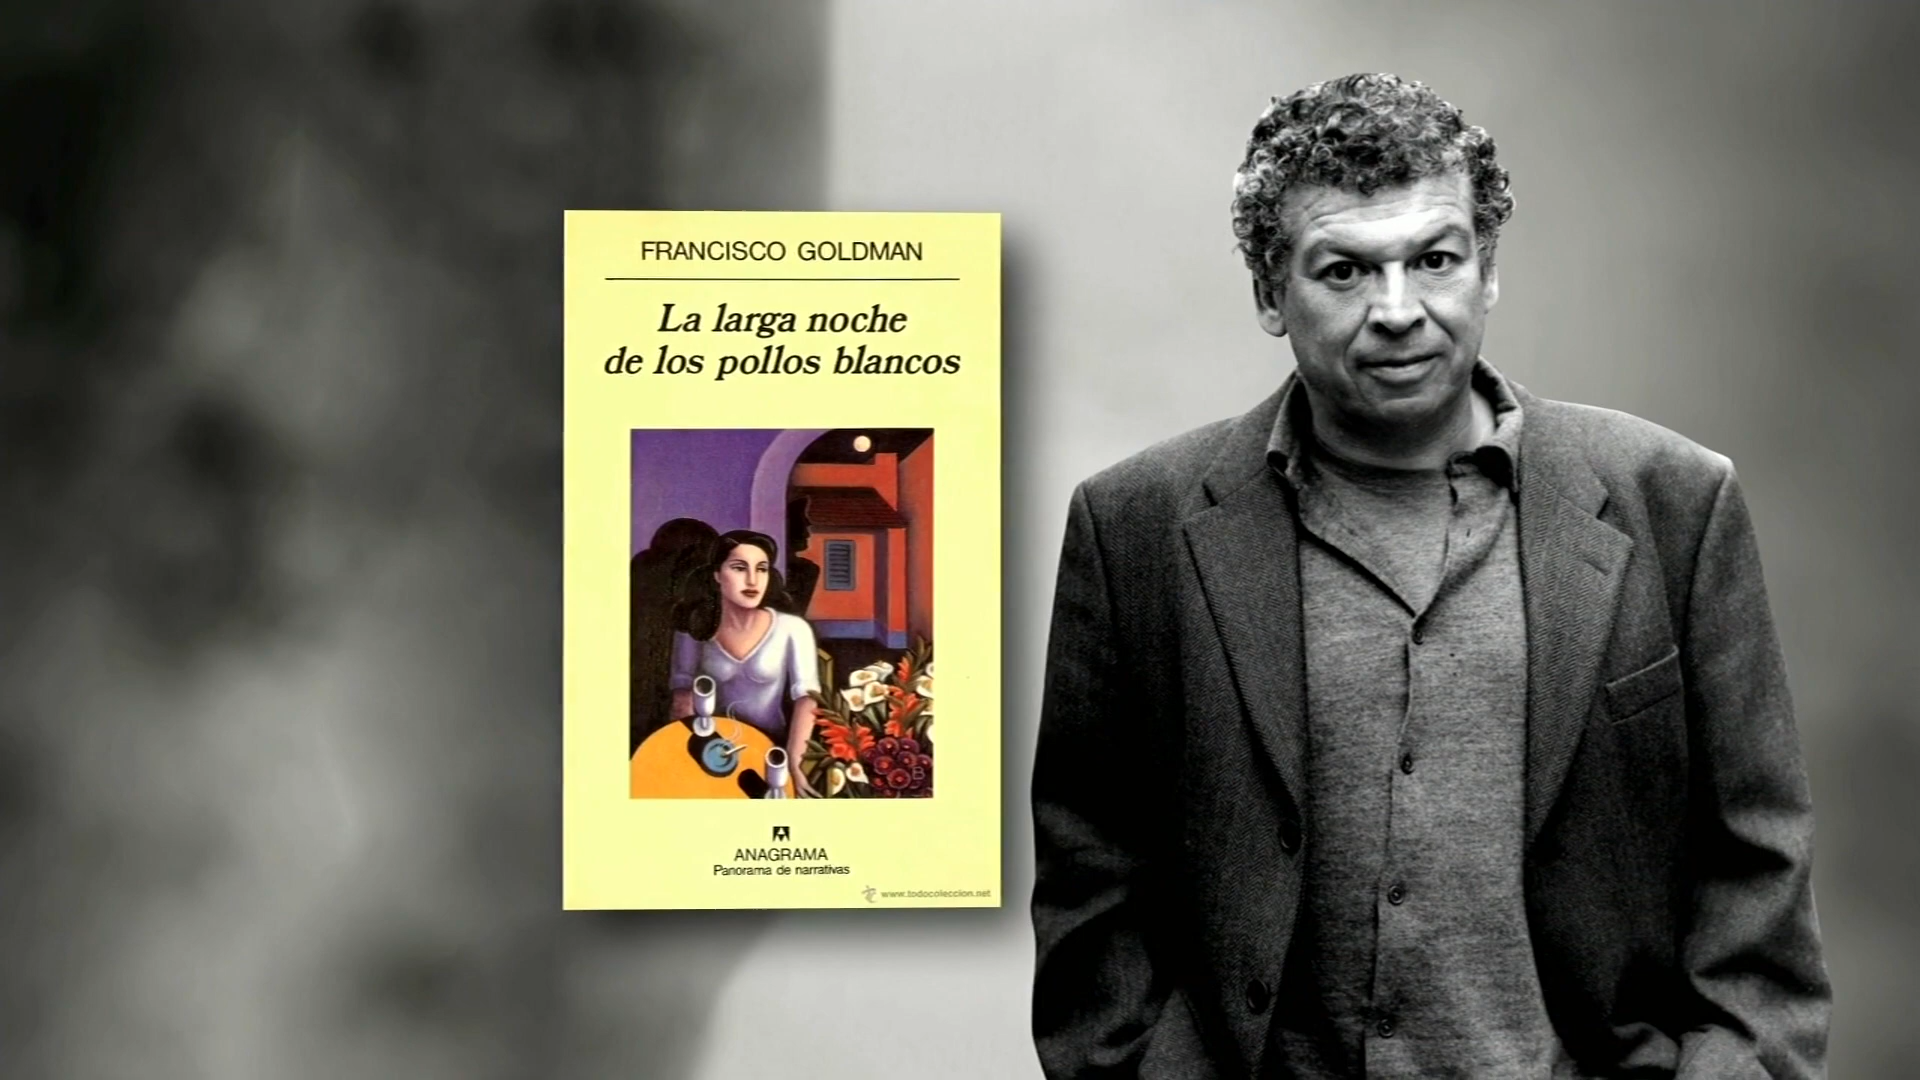 FRANCISCO GOLDMAN
La larga noche
de los pollos blancos
B
ANAGRAMA
Panorama de narrativas
www.todocoleccion.net